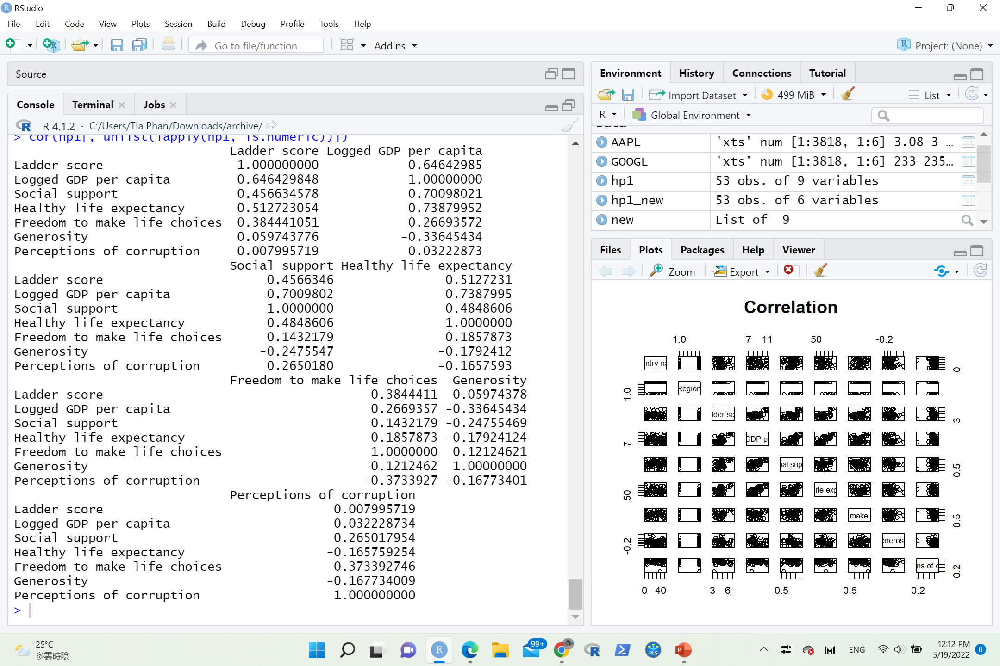 RStudio
File Edit Code View Plots Session Build Debug Profile Tools Help
Go to file/function Addins Project: (None)
Source
Console Terminal Jobs
R 4.1.2 · C:/Users/Tia Phan/Downloads/archive/
> cor(hp1[, unlist(lapply(hp1, is.numeric))])
Ladder score Logged GDP per capita
Ladder score 1.000000000 0.64642985
Logged GDP per capita 0.646429848 1.00000000
Social support 0.456634578 0.70098021
Healthy life expectancy 0.512723054 0.73879952
Freedom to make life choices 0.384441051 0.26693572
Generosity 0.059743776 -0.33645434
Perceptions of corruption 0.007995719 0.03222873
Social support Healthy life expectancy
Ladder score 0.4566346 0.5127231
Logged GDP per capita 0.7009802 0.7387995
Social support 1.0000000 0.4848606
Healthy life expectancy 0.4848606 1.0000000
Freedom to make life choices 0.1432179 0.1857873
Generosity -0.2475547 -0.1792412
Perceptions of corruption 0.2650180 -0.1657593
Freedom to make life choices Generosity
Ladder score 0.3844411 0.05974378
Logged GDP per capita 0.2669357 -0.33645434
Social support 0.1432179 -0.24755469
Healthy life expectancy 0.1857873 -0.17924124
Freedom to make life choices 1.0000000 0.12124621
Generosity 0.1212462 1.00000000
Perceptions of corruption -0.3733927 -0.16773401
Perceptions of corruption
Ladder score 0.007995719
Logged GDP per capita 0.032228734
Social support 0.265017954
Healthy life expectancy -0.165759254
Freedom to make life choices -0.373392746
Generosity -0.167734009
Perceptions of corruption 1.000000000
>
Environment History Connections Tutorial
Import Dataset 499 MiB List
R Global Environment
Data
AAPL 'xts' num [1:3818, 1:6] 3.08 3 ...
GOOGL 'xts' num [1:3818, 1:6] 233 235...
hp1 53 obs. of 9 variables
hp1_new 53 obs. of 6 variables
new List of 9
Files Plots Packages Help Viewer
Zoom Export
Correlation
1.0 7 11 50 -0.2
ntry na 0
1.0 Region
lder sc 3
7 GDP p
ial sup 0.5
50 life exp
make 0.5
-0.2 eneros
ns of c 0.2
0 40 3 6 0.5 0.5 0.2
25°C
多雲時陰
99+
PLS
ENG
12:12 PM
5/19/2022
8